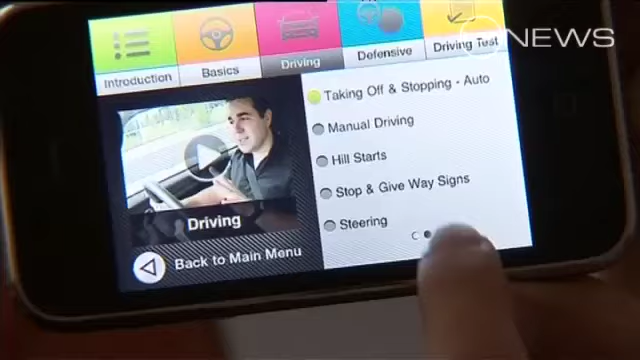 Introduction
Basics
Driving
Defensive
Driving Test
NEWS
Taking Off & Stopping - Auto
Manual Driving
Hill Starts
Stop & Give Way Signs
Steering
Driving
Back to Main Menu